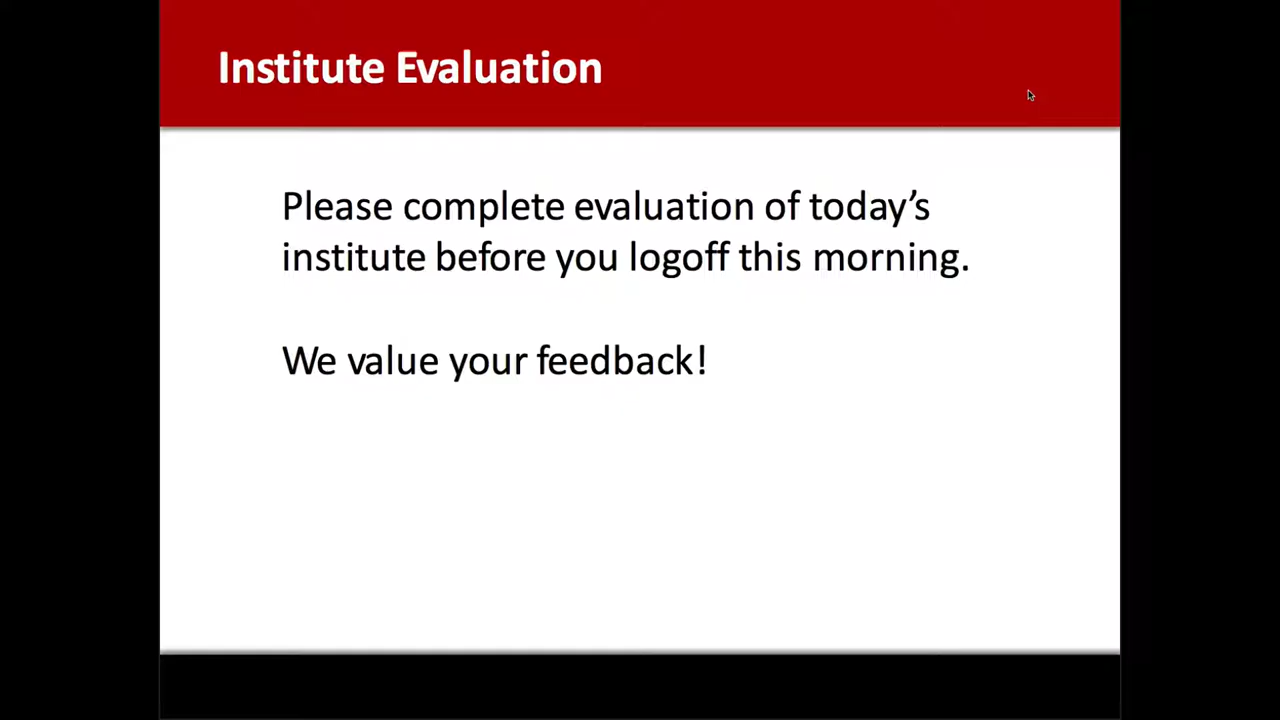 Institute Evaluation
Please complete evaluation of today’s
institute before you logoff this morning.
We value your feedback!